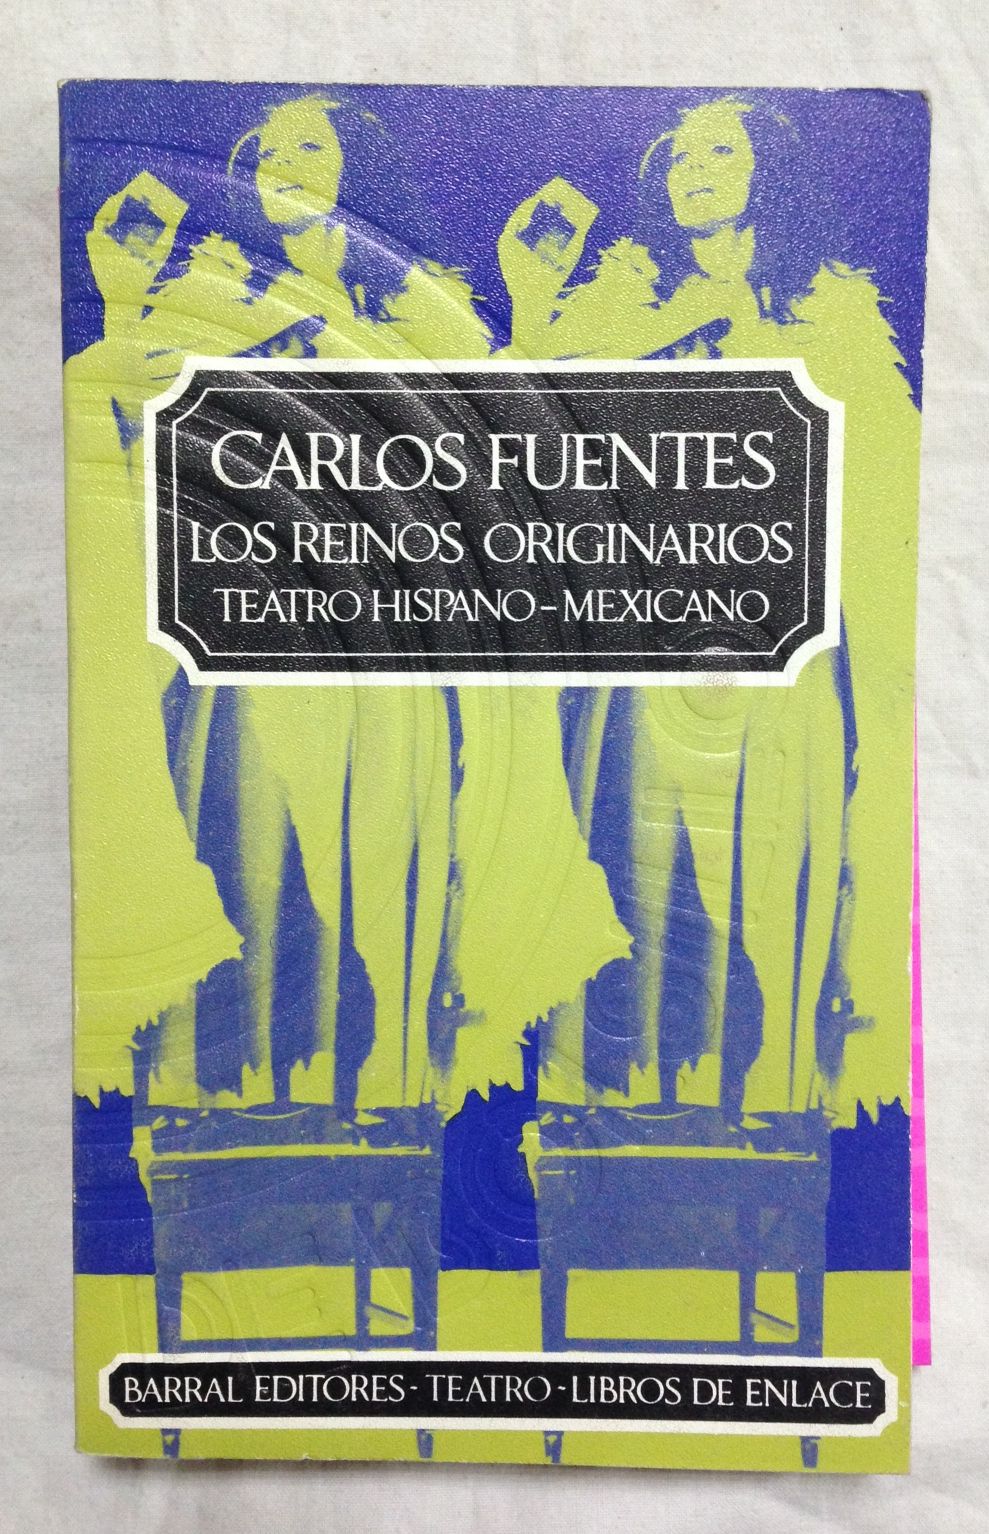 CARLOS FUENTES
LOS REINOS ORIGINARIOS
TEATRO HISPANO-MEXICANO
BARRAL EDITORES - TEATRO - LIBROS DE ENLACE